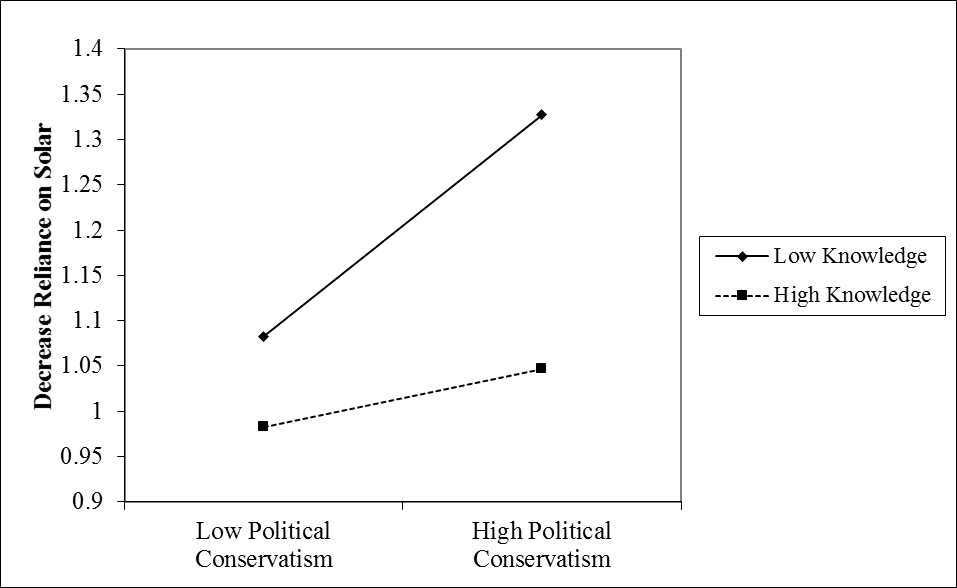 Decrease Reliance on Solar
1.4
1.35
1.3
1.25
1.2
1.15
1.1
1.05
1
0.95
0.9
Low Political
Conservatism
High Political
Conservatism
Low Knowledge
High Knowledge